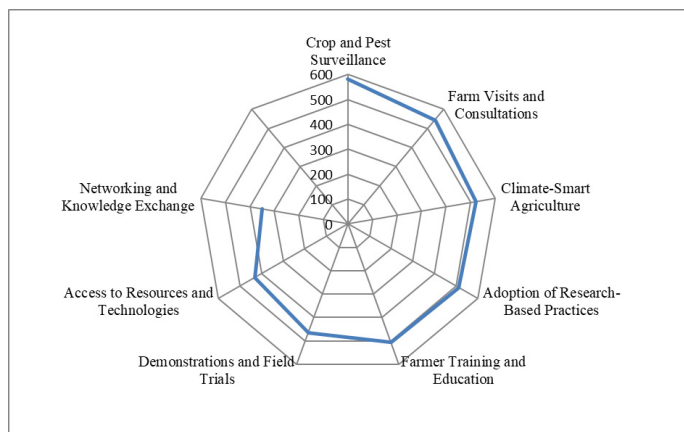 Crop and Pest
Surveillance
600
500
400
300
200
100
0
Farm Visits and
Consultations
Climate-Smart
Agriculture
Adoption of Research-
Based Practices
Farmer Training and
Education
Demonstrations and Field
Trials
Access to Resources and
Technologies
Networking and
Knowledge Exchange